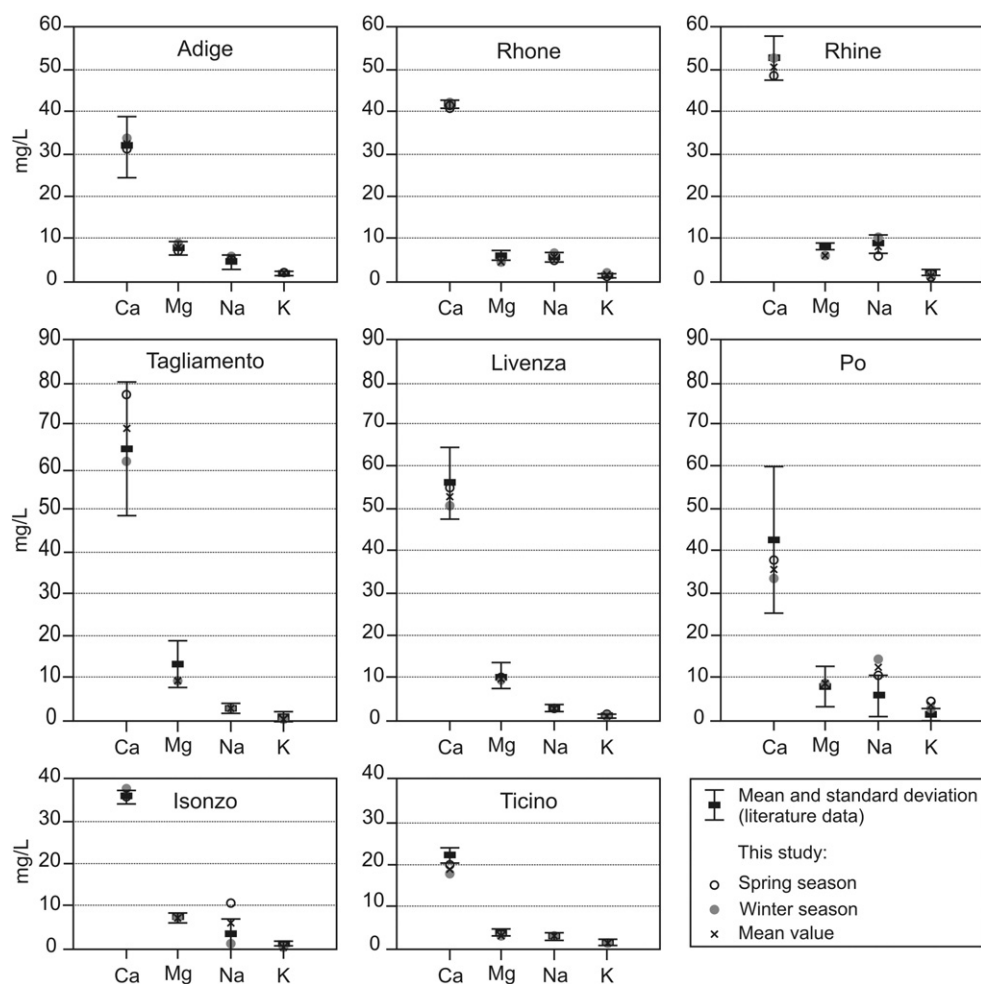 Adige
60
50
40
30
20
10
0
mg/L
Ca Mg Na K
Rhone
60
50
40
30
20
10
0
Ca Mg Na K
Rhine
60
50
40
30
20
10
0
Ca Mg Na K
Tagliamento
90
80
70
60
50
40
30
20
10
0
mg/L
Ca Mg Na K
Livenza
90
80
70
60
50
40
30
20
10
0
Ca Mg Na K
Po
90
80
70
60
50
40
30
20
10
0
Ca Mg Na K
Isonzo
40
30
20
10
0
mg/L
Ca Mg Na K
Ticino
40
30
20
10
0
Ca Mg Na K
Mean and standard deviation
(literature data)
This study:
Spring season
Winter season
Mean value